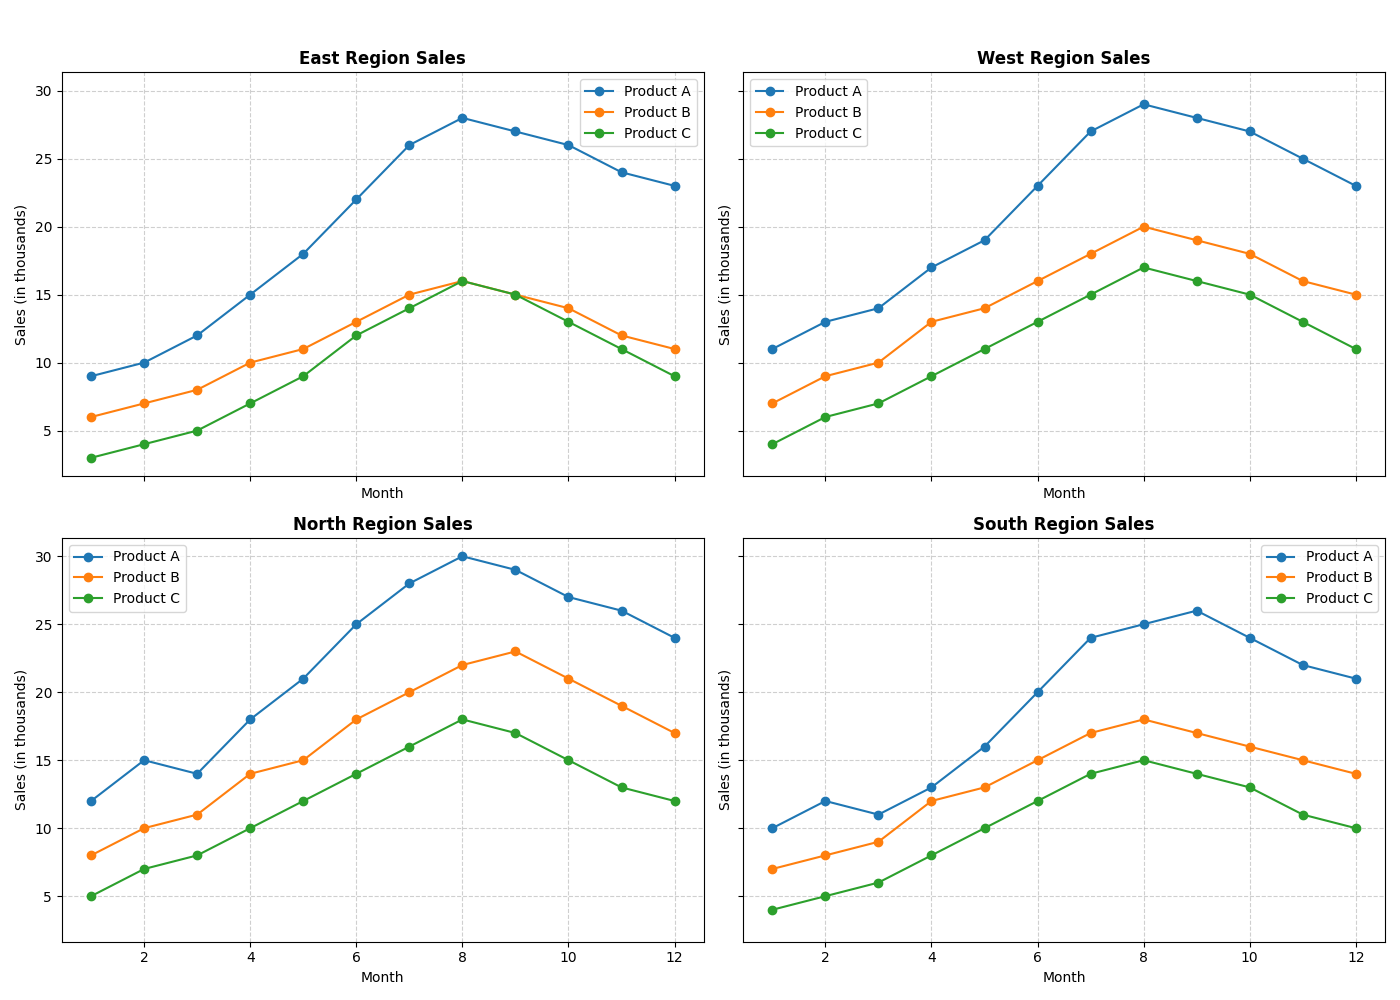 East Region Sales
Sales (in thousands)
30
25
20
15
10
5
Product A
Product B
Product C
Month
West Region Sales
Sales (in thousands)
Product A
Product B
Product C
Month
North Region Sales
Sales (in thousands)
30
25
20
15
10
5
Product A
Product B
Product C
2 4 6 8 10 12
Month
South Region Sales
Sales (in thousands)
Product A
Product B
Product C
2 4 6 8 10 12
Month